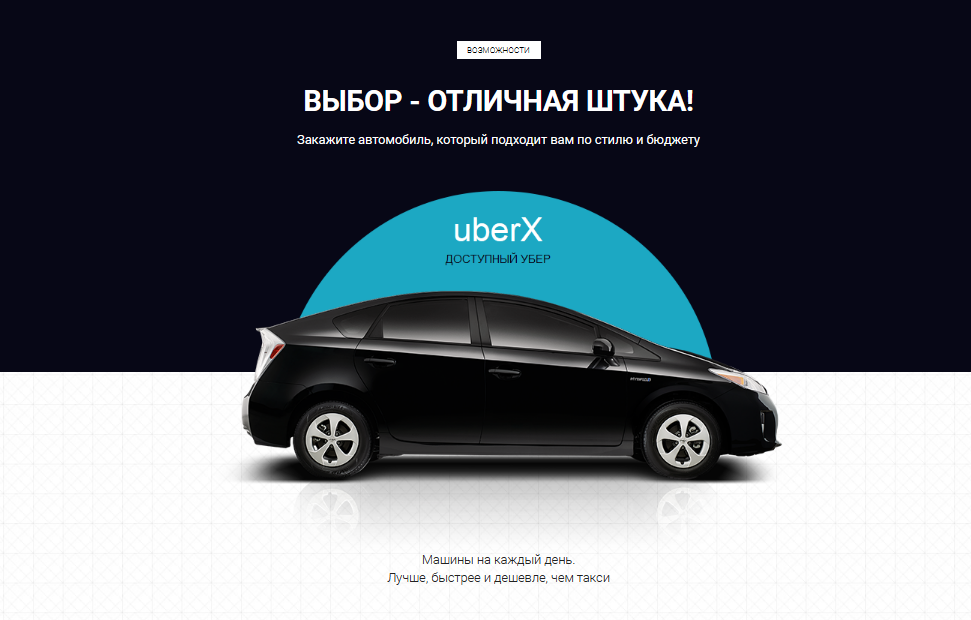 ВОЗМОЖНОСТИ
ВЫБОР - ОТЛИЧНАЯ ШТУКА!
Закажите автомобиль, который подходит вам по стилю и бюджету
uberX
ДОСТУПНЫЙ УБЕР
Машины на каждый день.
Лучше, быстрее и дешевле, чем такси